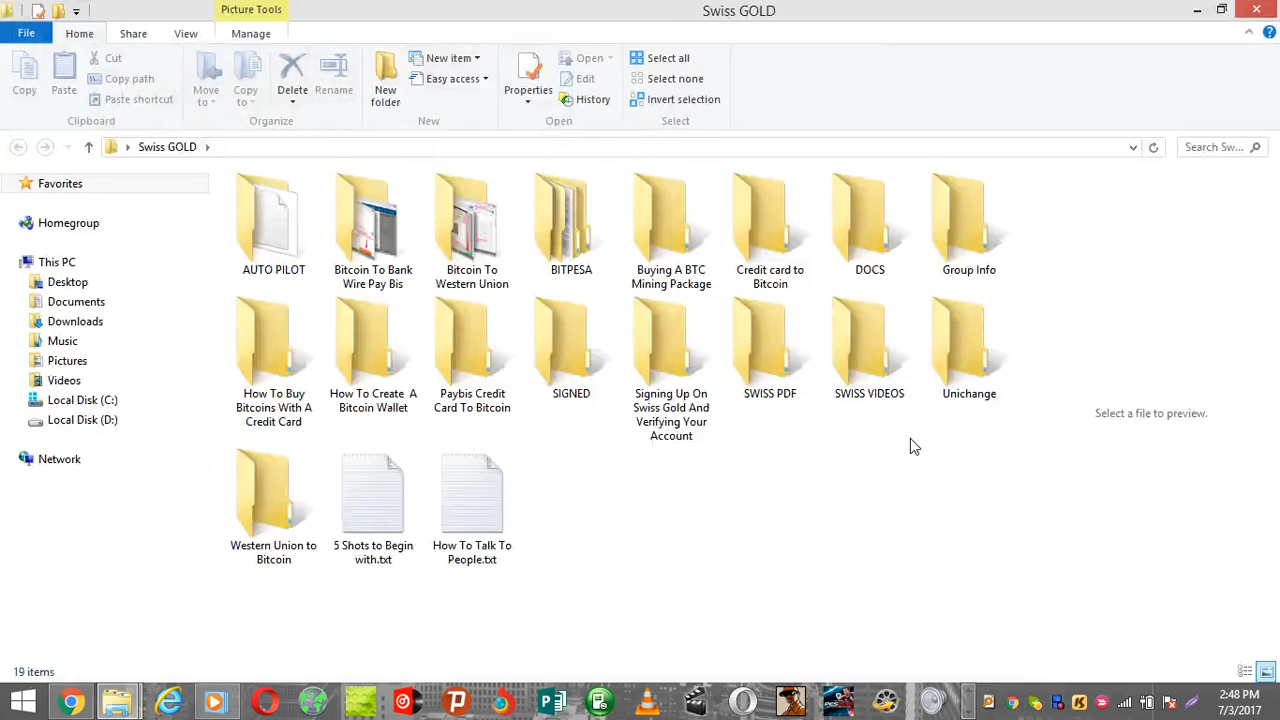 Picture Tools
Swiss GOLD
File
Home
Share
View
Manage
Copy
Paste
Cut
Copy path
Paste shortcut
Move to
Copy to
Delete
Rename
New folder
New item
Easy access
Properties
Open
Edit
History
Select all
Select none
Invert selection
Clipboard
Organize
New
Open
Select
Swiss GOLD
Search Sw...
Favorites
Homegroup
This PC
Desktop
Documents
Downloads
Music
Pictures
Videos
Local Disk (C:)
Local Disk (D:)
Network
AUTO PILOT
Bitcoin To Bank
Wire Pay Bis
Bitcoin To
Western Union
BITPESA
Buying A BTC
Mining Package
Credit card to
Bitcoin
DOCS
Group Info
How To Buy
Bitcoins With A
Credit Card
How To Create A
Bitcoin Wallet
Paybis Credit
Card To Bitcoin
SIGNED
Signing Up On
Swiss Gold And
Verifying Your
Account
SWISS PDF
SWISS VIDEOS
Unichange
Western Union to
Bitcoin
5 Shots to Begin
with.txt
How To Talk To
People.txt
Select a file to preview.
19 items
2:48 PM
7/3/2017